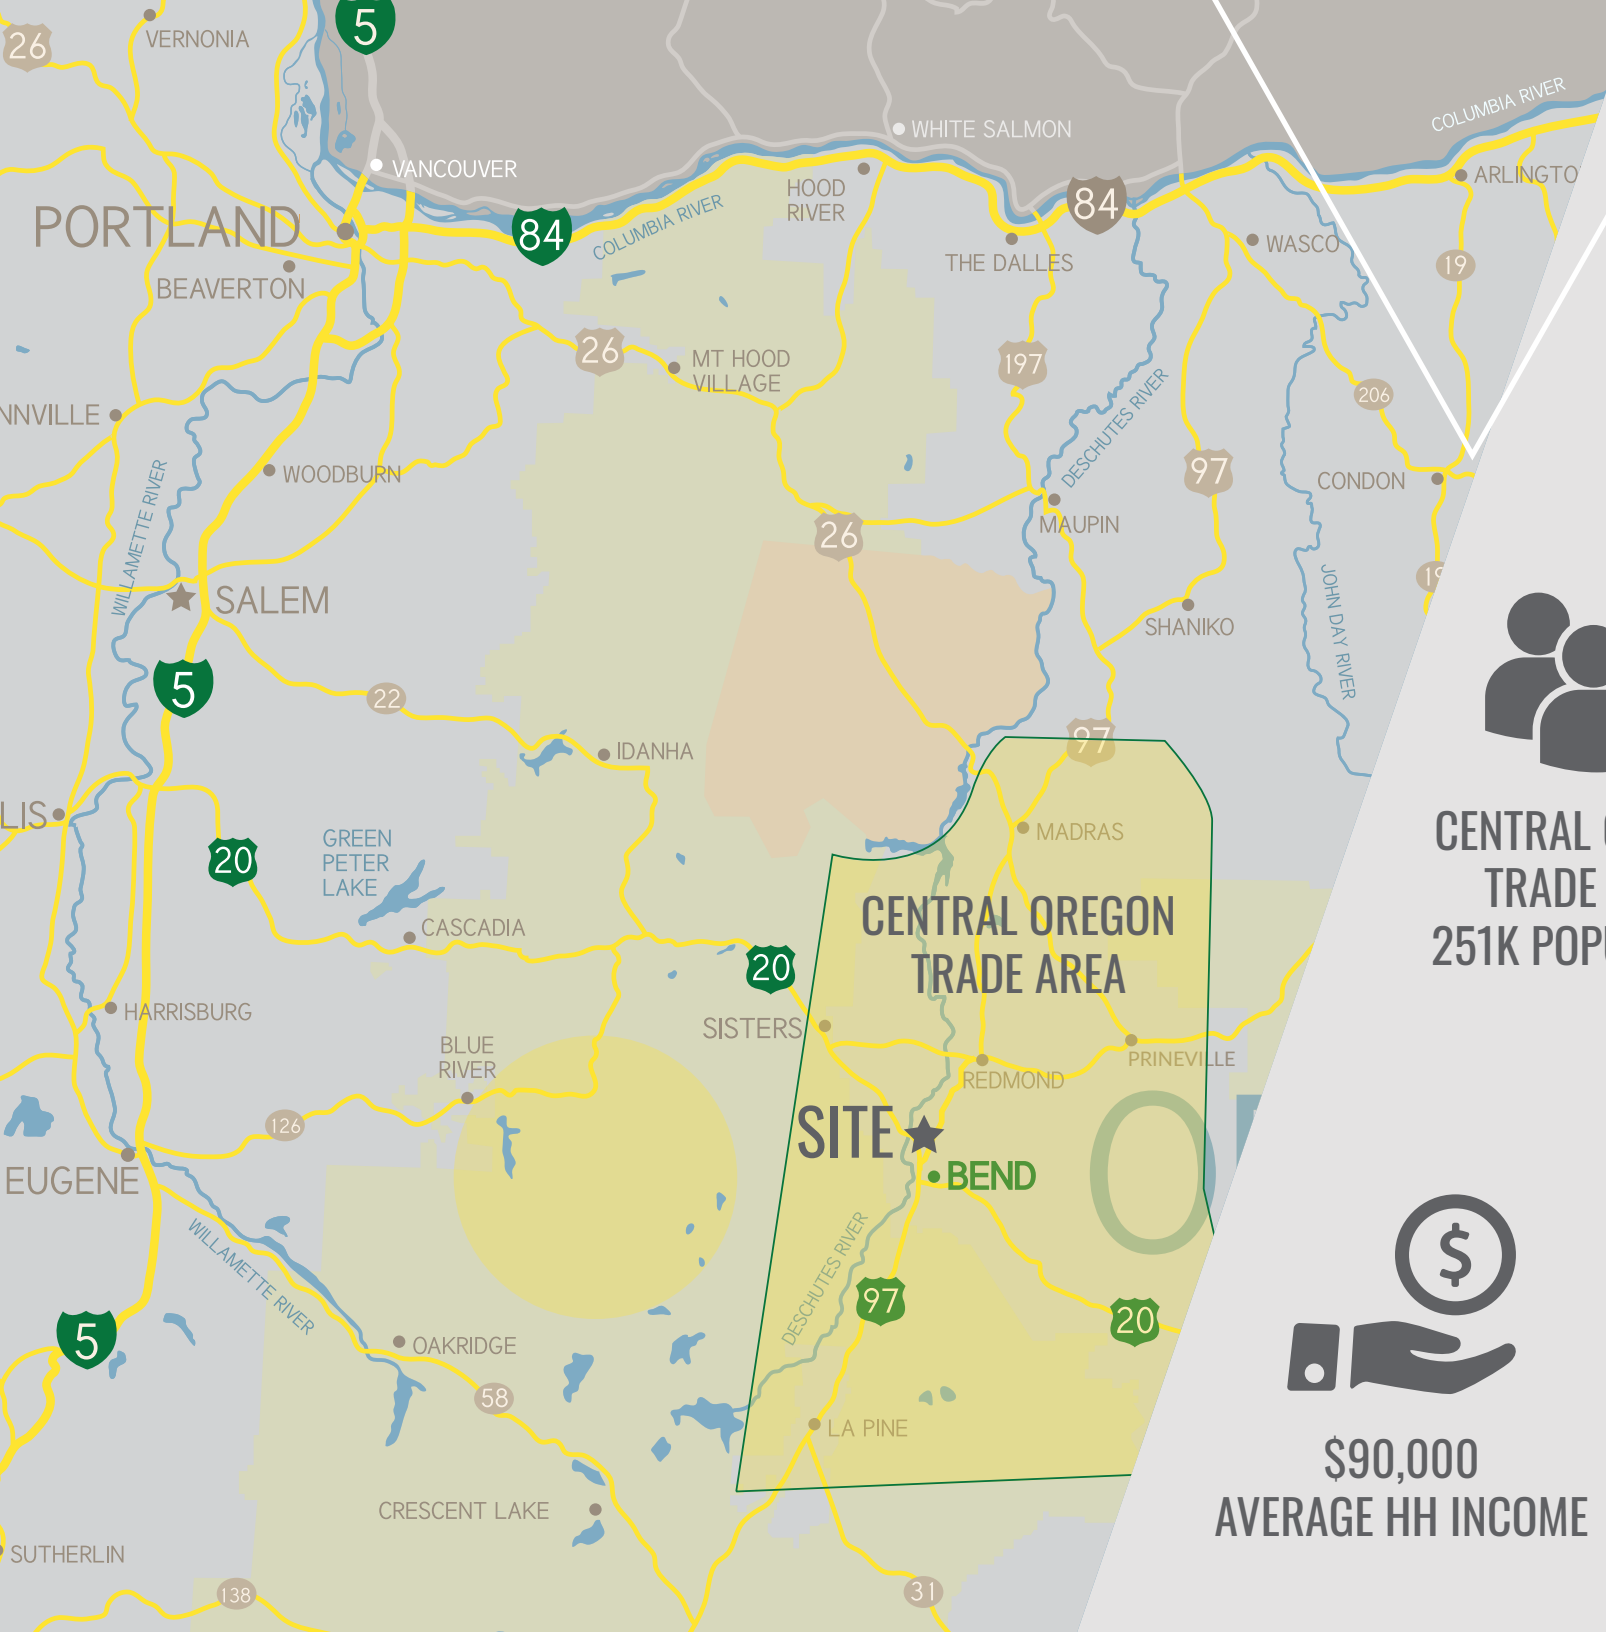 5
26
VERNONIA
COLUMBIA RIVER
WHITE SALMON
VANCOUVER
ARLINGTO
HOOD
RIVER
84
PORTLAND
84
COLUMBIA RIVER
WASCO
THE DALLES
19
BEAVERTON
26
MT HOOD
VILLAGE
197
DESCHUTES RIVER
206
NNVILLE
WOODBURN
97
CONDON
WILLAMETTE RIVER
26
MAUPIN
19
JOHN DAY RIVER
SALEM
SHANIKO
5
22
IDANHA
97
LIS
MADRAS
CENTRAL O
TRADE
251K POPU
20
GREEN
PETER
LAKE
CASCADIA
CENTRAL OREGON
TRADE AREA
20
HARRISBURG
SISTERS
BLUE
RIVER
PRINEVILLE
REDMOND
126
SITE
O
EUGENE
BEND
WILLAMETTE RIVER
DESCHUTES RIVER
97
20
$
5
OAKRIDGE
58
LA PINE
$90,000
AVERAGE HH INCOME
CRESCENT LAKE
SUTHERLIN
138
31